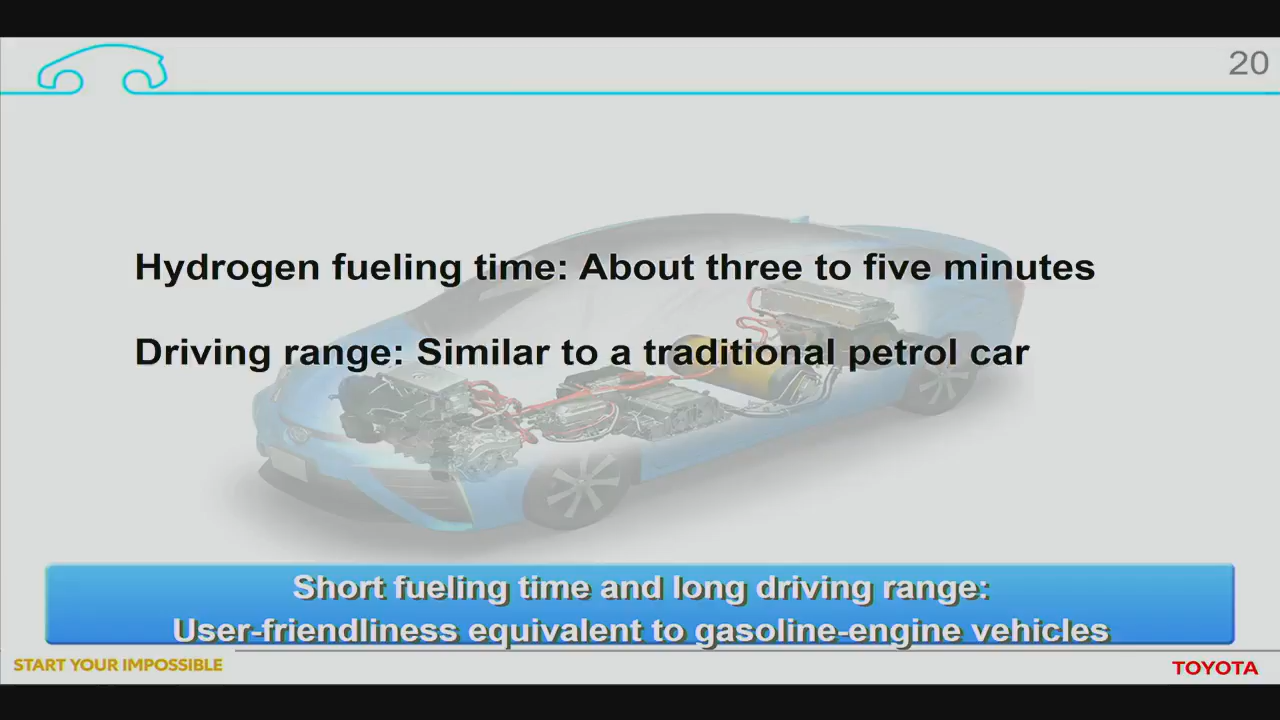 20
Hydrogen fueling time: About three to five minutes
Driving range: Similar to a traditional petrol car
Short fueling time and long driving range:
User-friendliness equivalent to gasoline-engine vehicles
START YOUR IMPOSSIBLE
TOYOTA